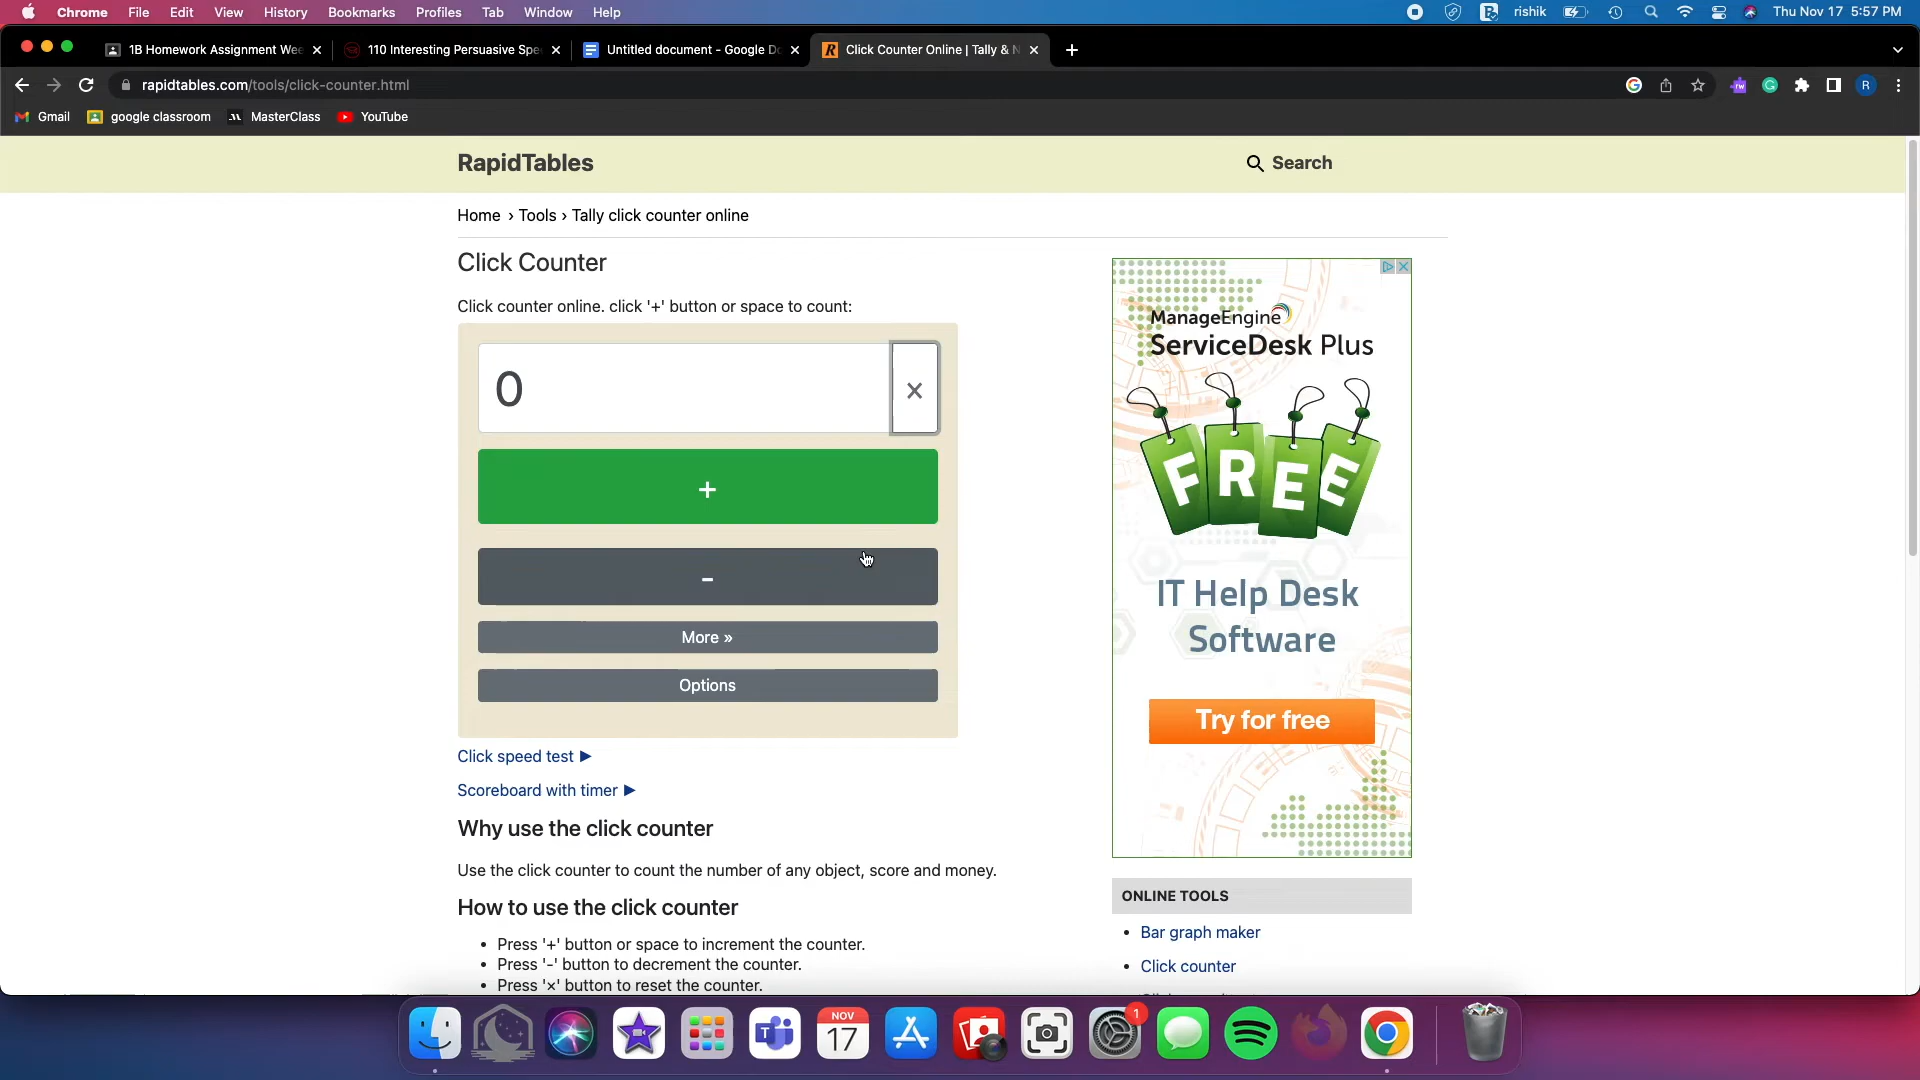 Chrome File Edit View History Bookmarks Profiles Tab Window Help rishik Thu Nov 17 5:57 PM
1B Homework Assignment Wee 110 Interesting Persuasive Spe Untitled document - Google Do Click Counter Online | Tally & N
rapidtables.com/tools/click-counter.html
Gmail google classroom MasterClass YouTube
RapidTables Search
Home › Tools › Tally click counter online
Click Counter
Click counter online. click '+' button or space to count:
0 ×
+
-
More »
Options
Click speed test ►
Scoreboard with timer ►
Why use the click counter
Use the click counter to count the number of any object, score and money.
How to use the click counter
• Press '+' button or space to increment the counter.
• Press '-' button to decrement the counter.
• Press '×' button to reset the counter.
ManageEngine
ServiceDesk Plus
FREE
IT Help Desk
Software
Try for free
ONLINE TOOLS
• Bar graph maker
• Click counter
NOV
17
1